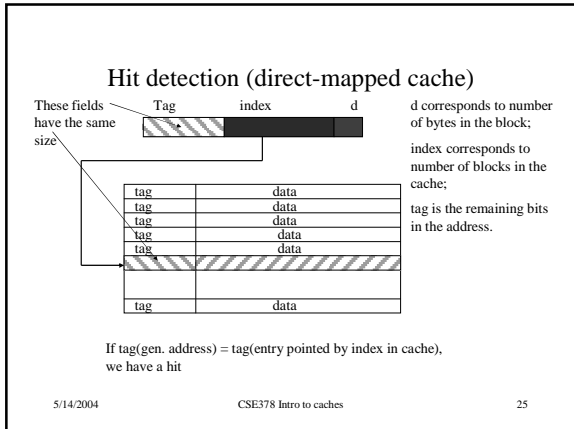 Hit detection (direct-mapped cache)
These fields
have the same
size
Tag index d
d corresponds to number
of bytes in the block;
index corresponds to
number of blocks in the
cache;
tag is the remaining bits
in the address.
tag data
tag data
tag data
tag data
tag data
tag data
If tag(gen. address) = tag(entry pointed by index in cache),
we have a hit
5/14/2004 CSE378 Intro to caches 25